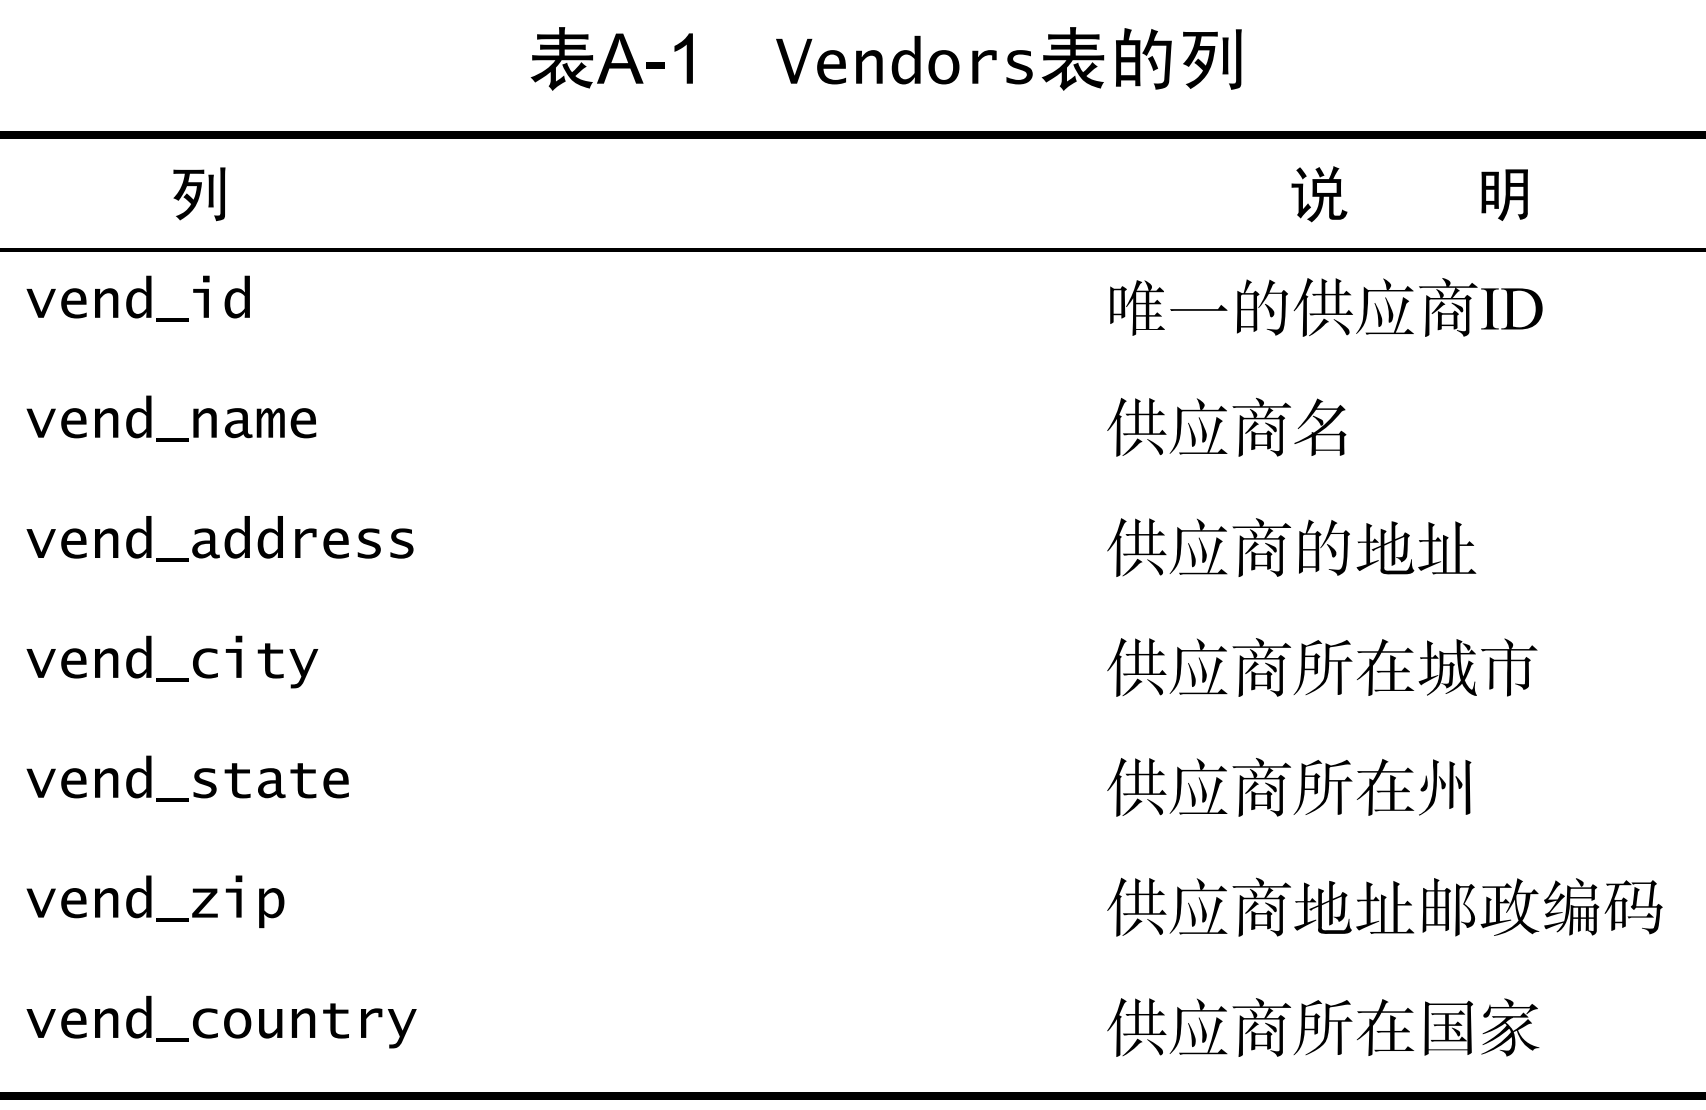 表A-1 Vendors表的列
列 说 明
vend_id 唯一的供应商ID
vend_name 供应商名
vend_address 供应商的地址
vend_city 供应商所在城市
vend_state 供应商所在州
vend_zip 供应商地址邮政编码
vend_country 供应商所在国家